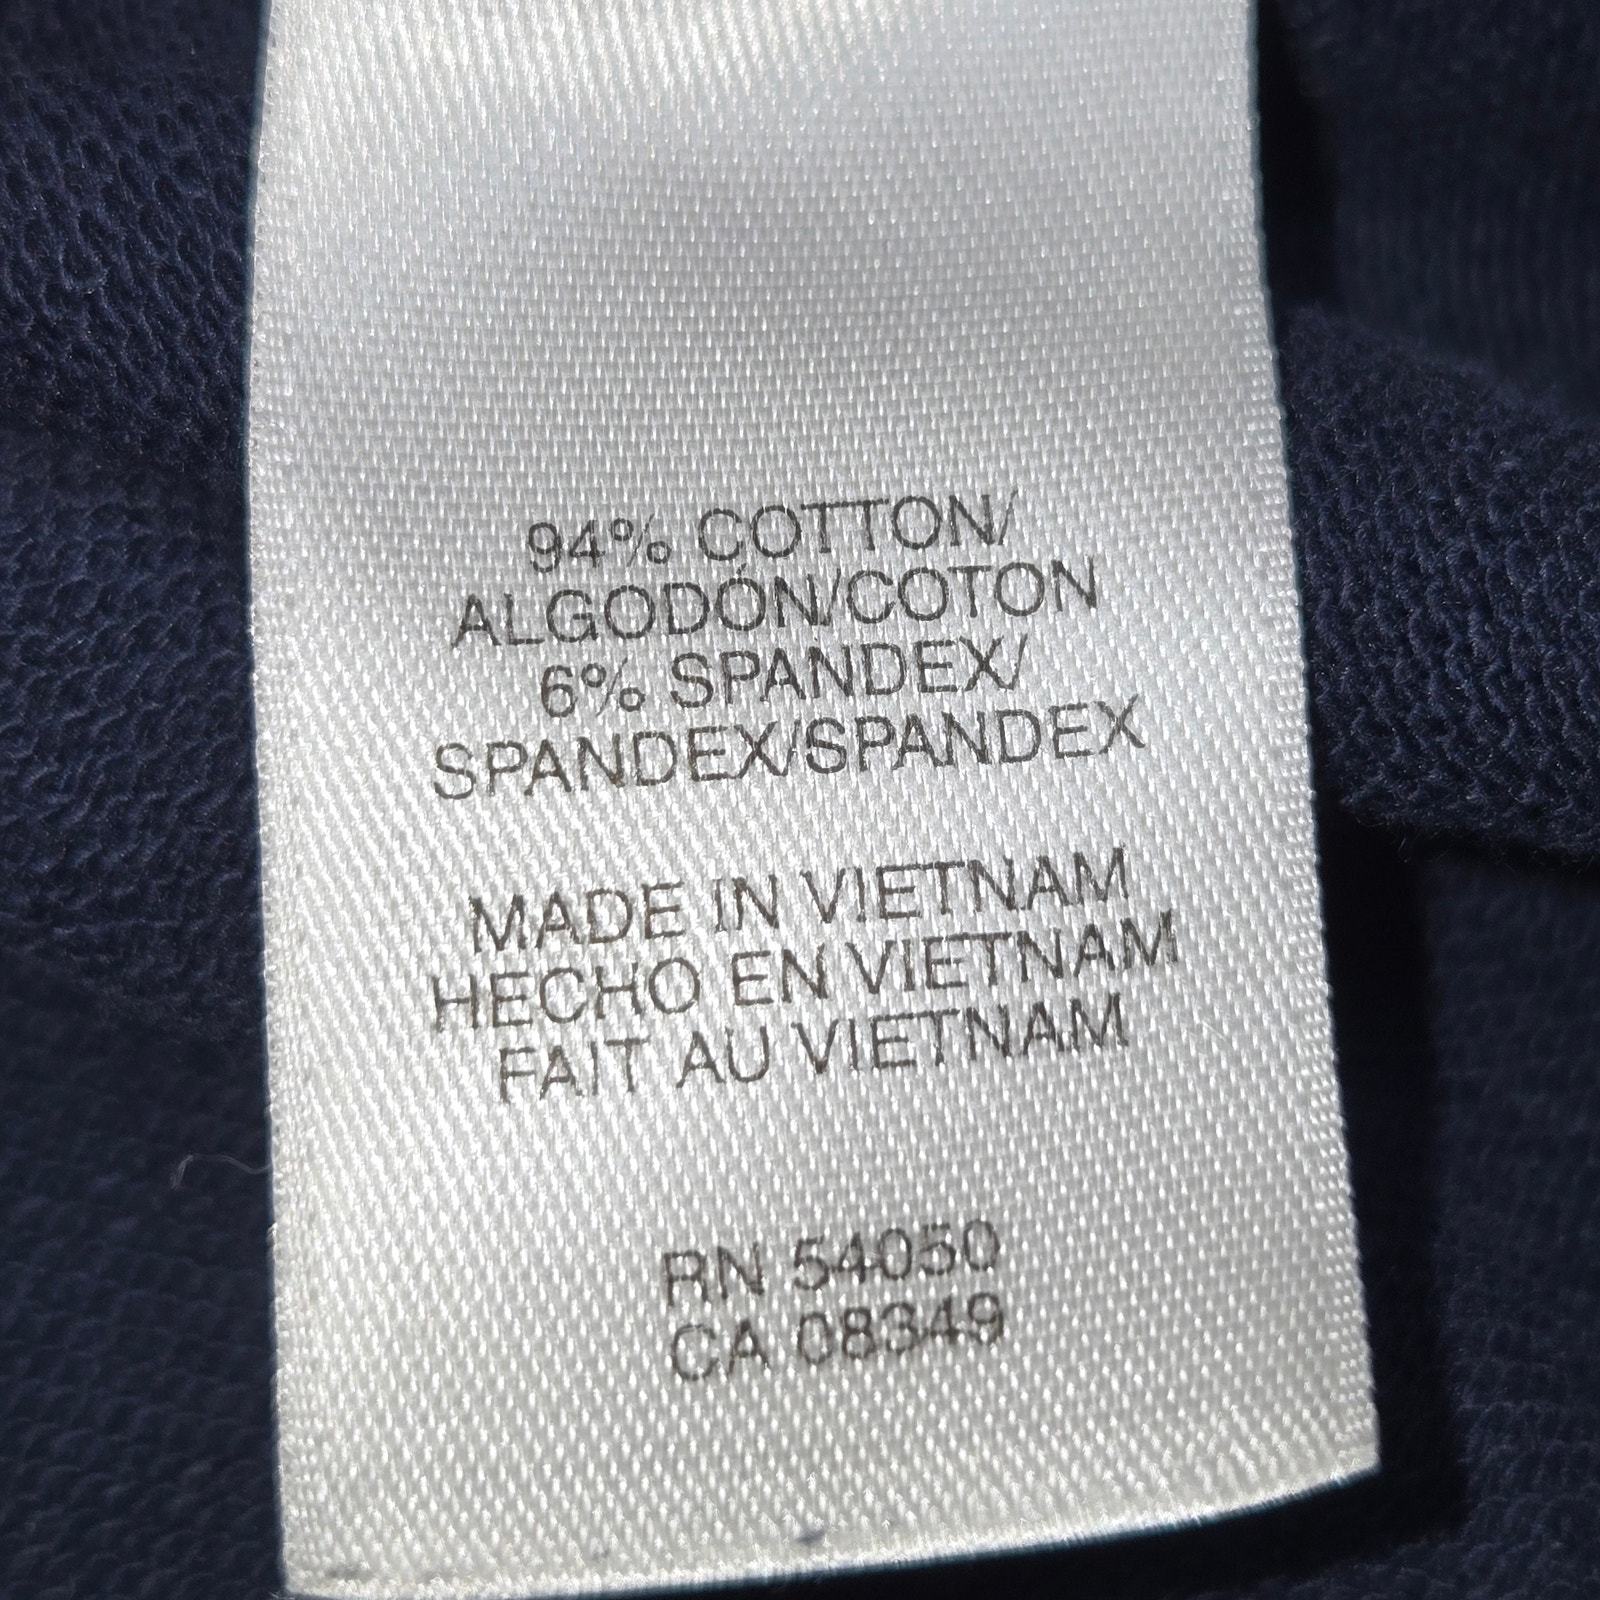 94% COTTON/
ALGODÓN/COTON
6% SPANDEX/
SPANDEX/SPANDEX
MADE IN VIETNAM
HECHO EN VIETNAM
FAIT AU VIETNAM
RN 54050
CA 08349